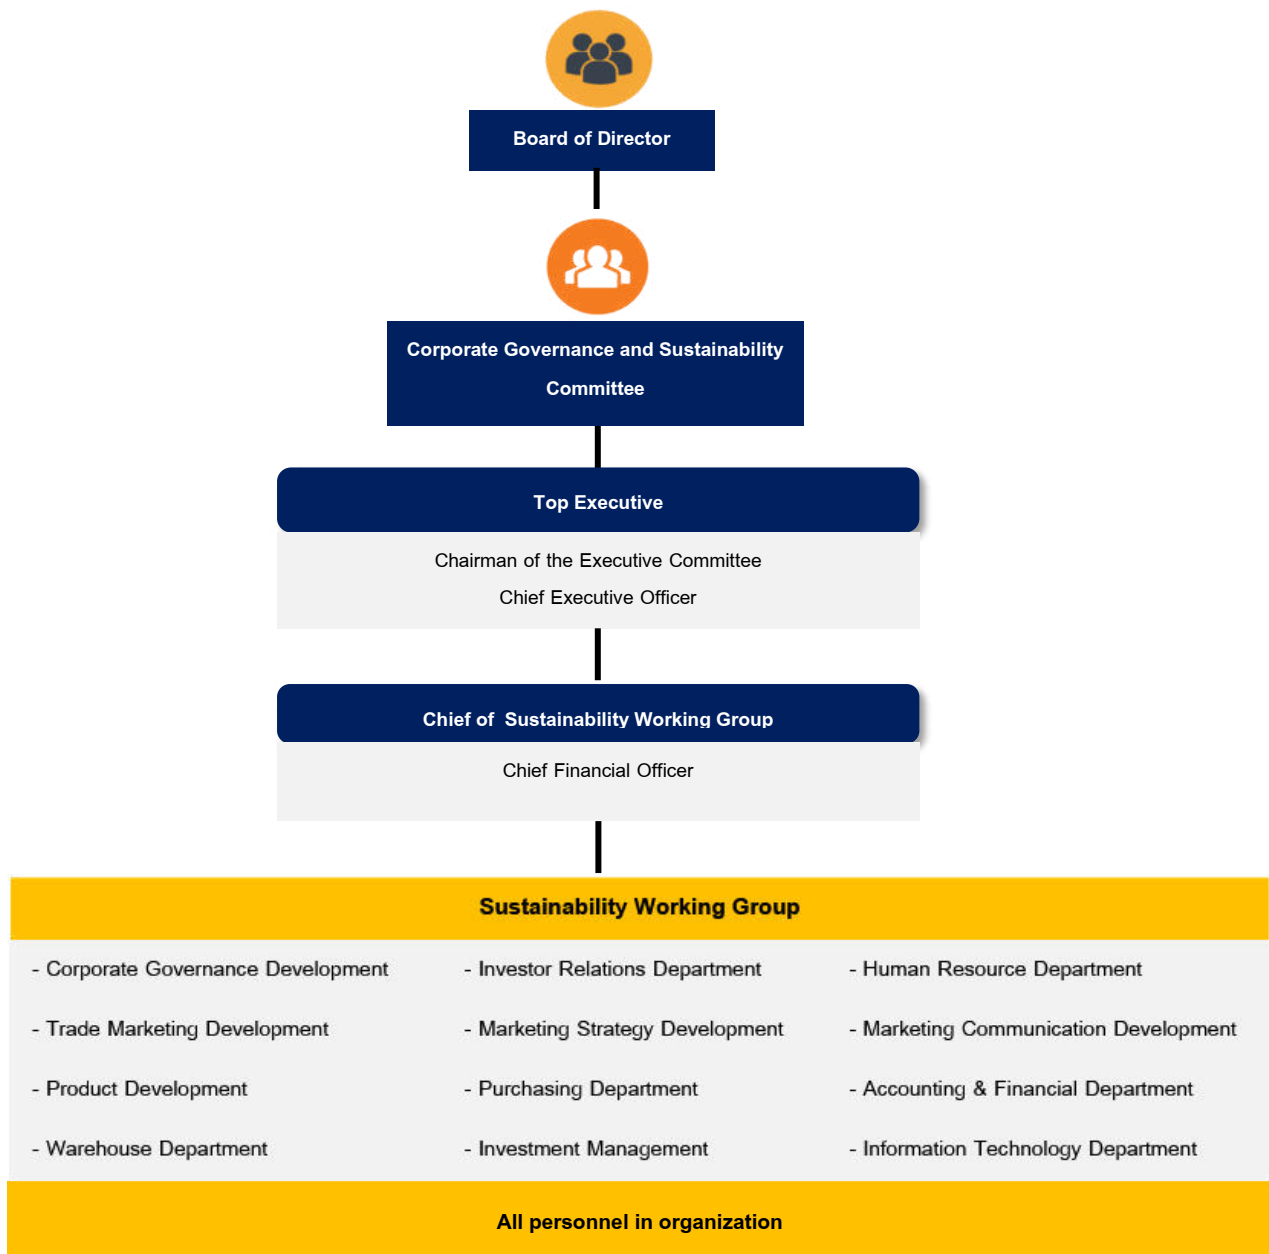 Board of Director
Corporate Governance and Sustainability
Committee
Top Executive
Chairman of the Executive Committee
Chief Executive Officer
Chief of Sustainability Working Group
Chief Financial Officer
Sustainability Working Group
- Corporate Governance Development - Investor Relations Department - Human Resource Department
- Trade Marketing Development - Marketing Strategy Development - Marketing Communication Development
- Product Development - Purchasing Department - Accounting & Financial Department
- Warehouse Department - Investment Management - Information Technology Department
All personnel in organization